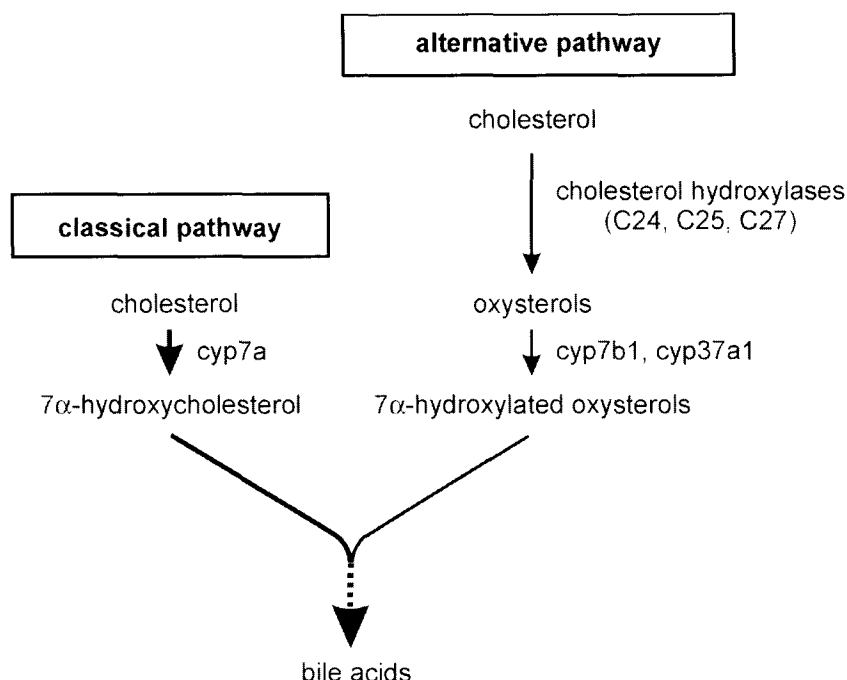 alternative pathway
cholesterol
cholesterol hydroxylases
(C24, C25, C27)
classical pathway
cholesterol
oxysterols
cyp7a
cyp7b1, cyp37a1
7α-hydroxycholesterol
7α-hydroxylated oxysterols
bile acids